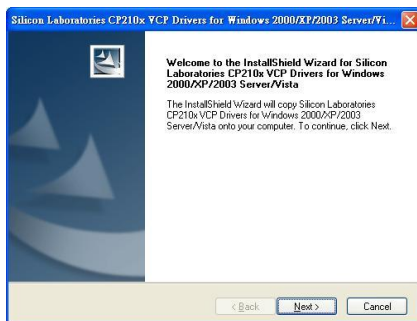 Silicon Laboratories CP210x VCP Drivers for Windows 2000/XP/2003 Server/Vi...
Welcome to the InstallShield Wizard for Silicon
Laboratories CP210x VCP Drivers for Windows
2000/XP/2003 Server/Vista
The InstallShield Wizard will copy Silicon Laboratories
CP210x VCP Drivers for Windows 2000/XP/2003
Server/Vista onto your computer. To continue, click Next.
< Back Next > Cancel